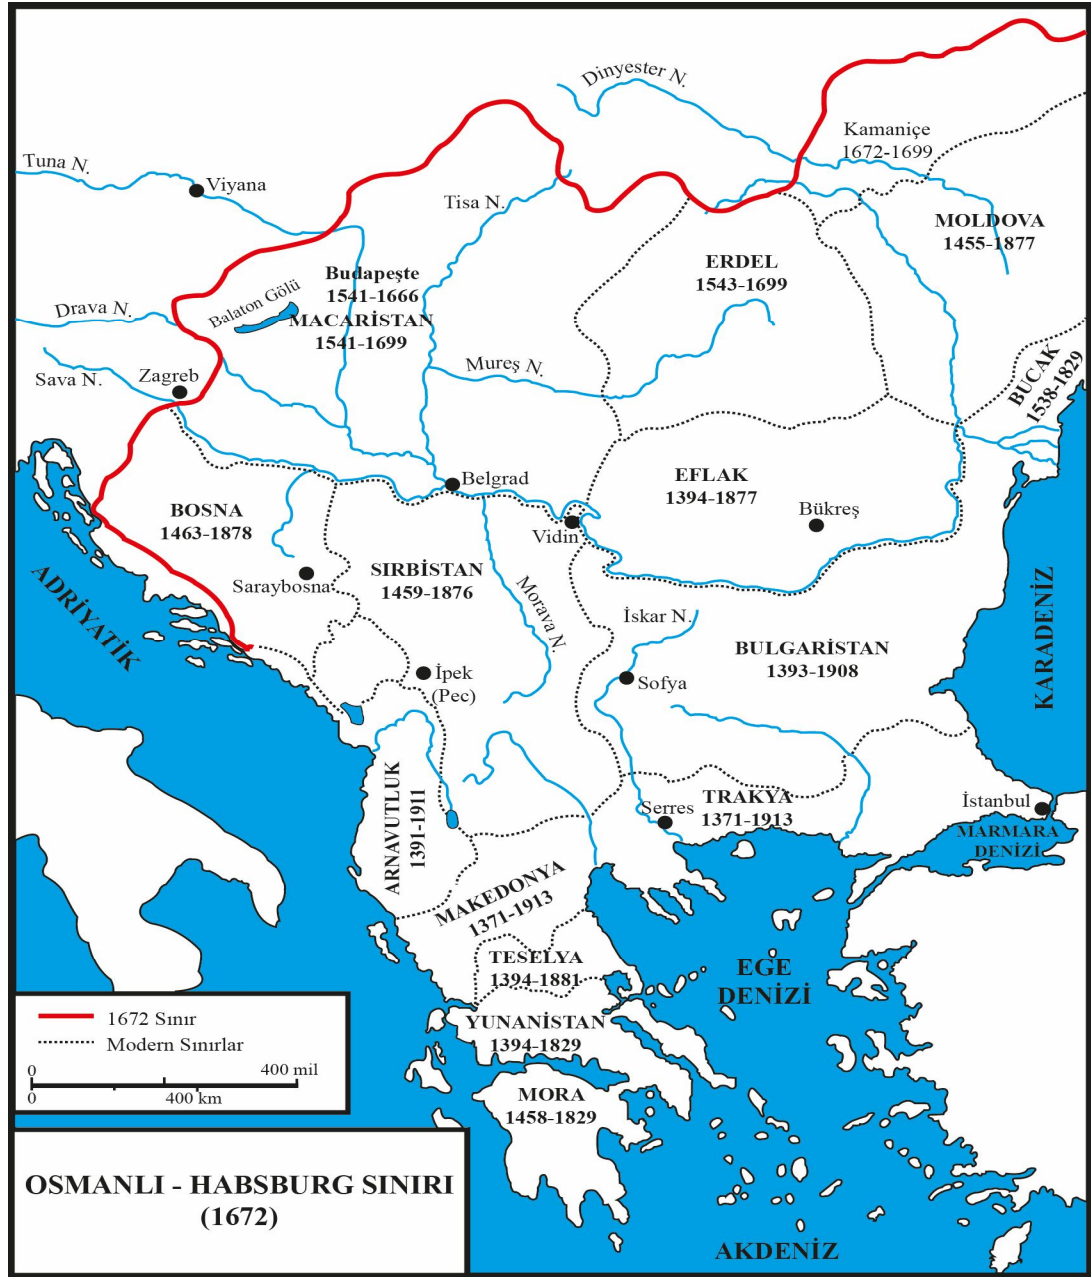 Dinyester N.
Kamaniçe
1672-1699
Tuna N.
Viyana
Tisa N.
MOLDOVA
1455-1877
ERDEL
1543-1699
Budapeşte
1541-1666
Balaton Gölü
MACARİSTAN
1541-1699
Drava N.
Mureş N.
Sava N.
Zagreb
BUCAK
1538-1829
Belgrad
EFLAK
1394-1877
Bükreş
BOSNA
1463-1878
Vidin
SIRBİSTAN
1459-1876
Saraybosna
Morava N.
İskar N.
ADRİYATİK
KARADENİZ
BULGARİSTAN
1393-1908
İpek
(Pec)
Sofya
ARNAVUTLUK
1391-1911
TRAKYA
1371-1913
Serres
İstanbul
MARMARA
DENİZİ
MAKEDONYA
1371-1913
TESELYA
1394-1881
EGE
DENİZİ
YUNANİSTAN
1394-1829
MORA
1458-1829
1672 Sınır
Modern Sınırlar
0 400 mil
0 400 km
OSMANLI - HABSBURG SINIRI
(1672)
AKDENİZ